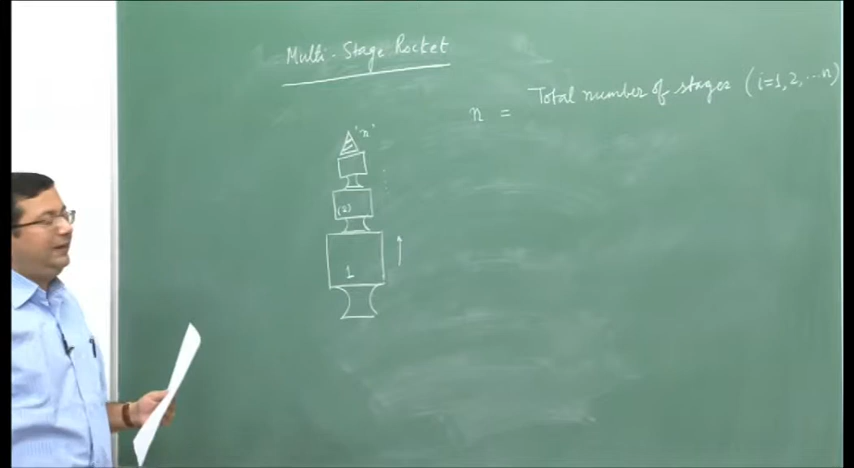 Multi-Stage Rocket
n = Total number of stages (i=1,2,...n)
'n'
(2)
1